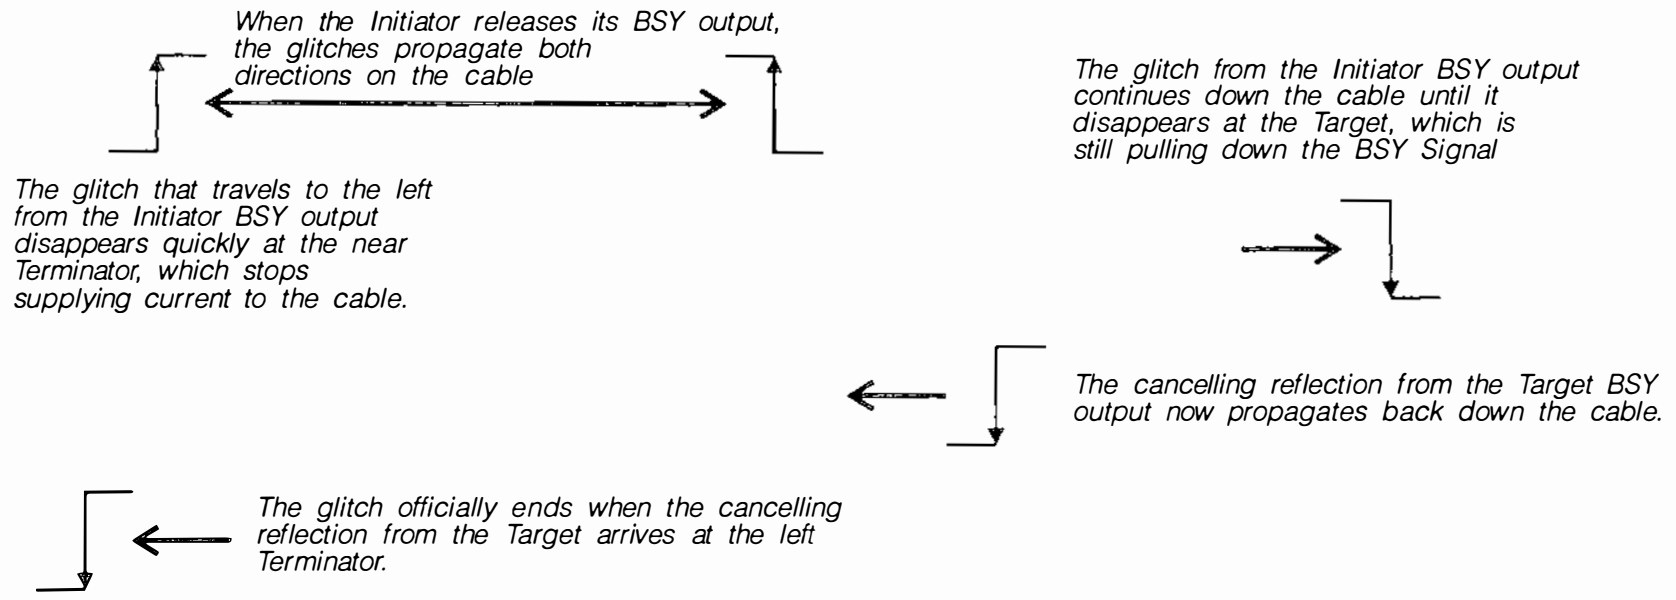 When the Initiator releases its BSY output,
the glitches propagate both
directions on the cable
The glitch from the Initiator BSY output
continues down the cable until it
disappears at the Target, which is
still pulling down the BSY Signal
The glitch that travels to the left
from the Initiator BSY output
disappears quickly at the near
Terminator, which stops
supplying current to the cable.
The cancelling reflection from the Target BSY
output now propagates back down the cable.
The glitch officially ends when the cancelling
reflection from the Target arrives at the left
Terminator.